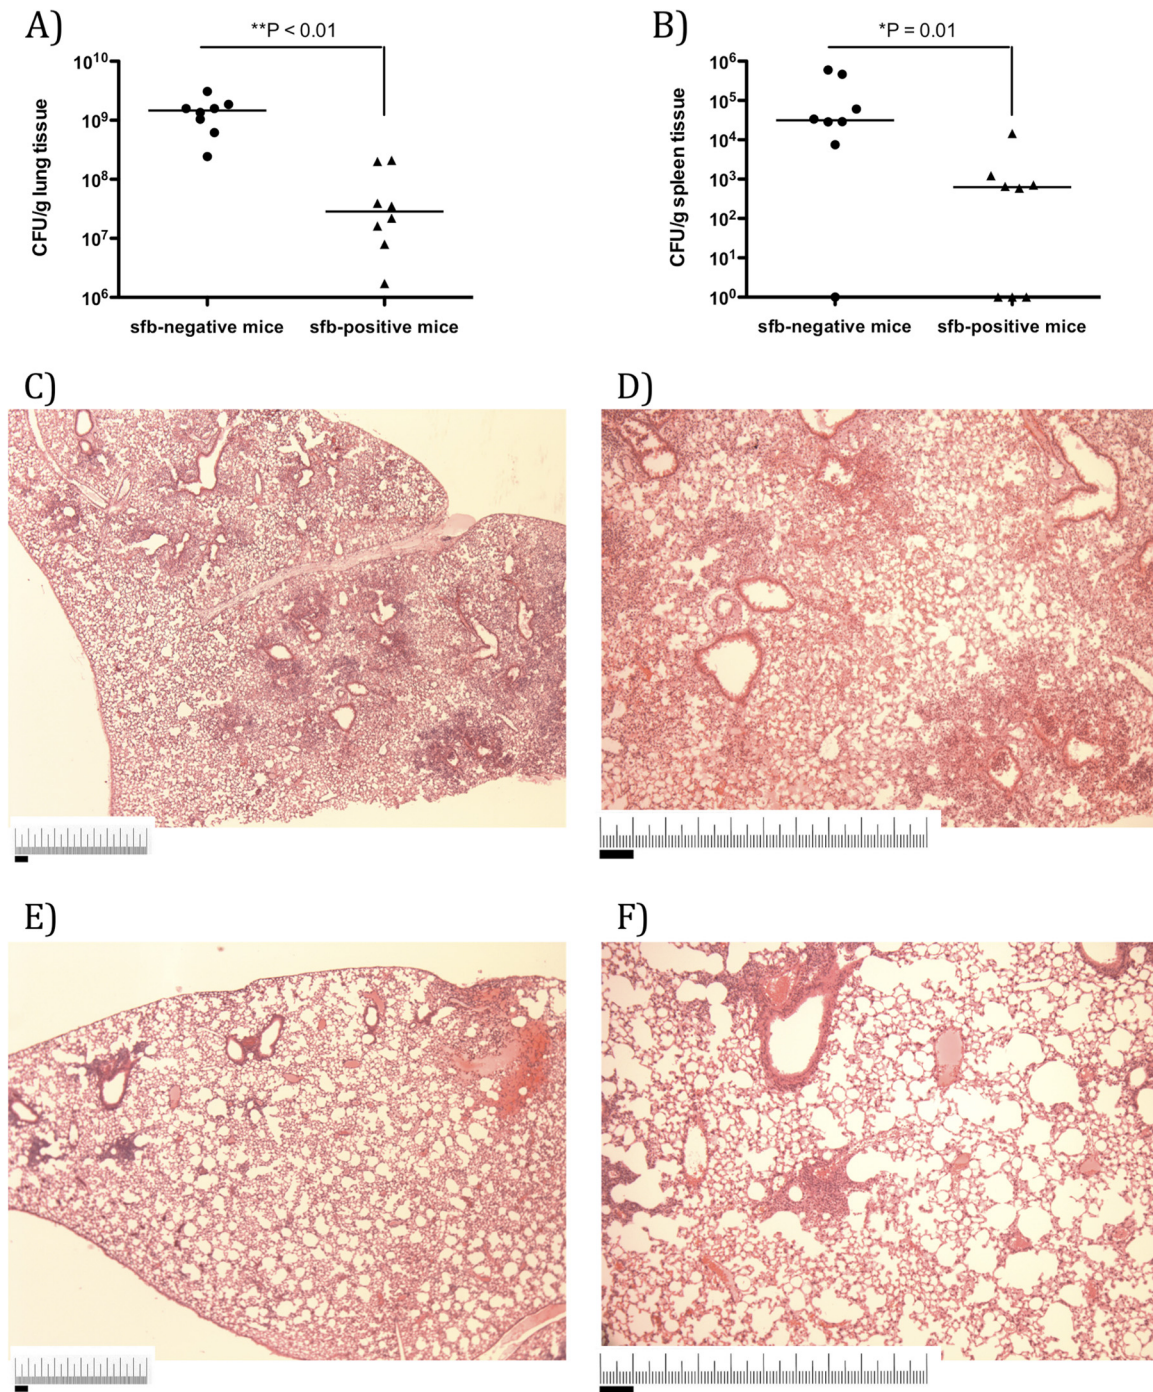 A)
**P < 0.01
CFU/g lung tissue
10^10
10^9
10^8
10^7
10^6
sfb-negative mice sfb-positive mice
B)
*P = 0.01
CFU/g spleen tissue
10^6
10^5
10^4
10^3
10^2
10^1
10^0
sfb-negative mice sfb-positive mice
C)
D)
E)
F)